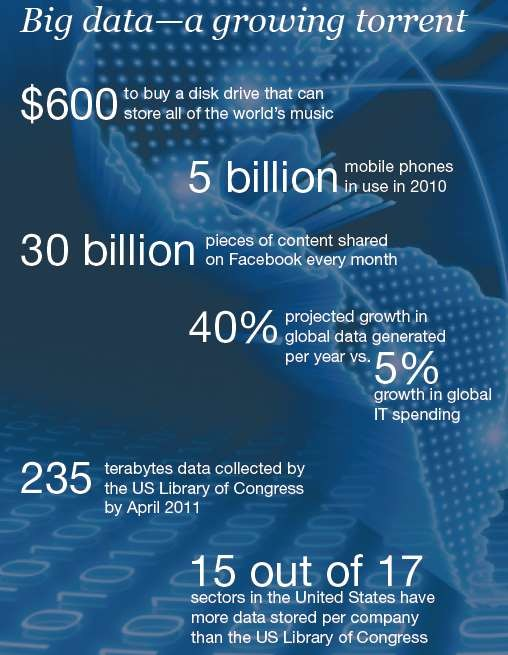 Big data—a growing torrent
$600 to buy a disk drive that can
store all of the world's music
5 billion mobile phones
in use in 2010
30 billion pieces of content shared
on Facebook every month
40% projected growth in
global data generated
per year vs.
5%
growth in global
IT spending
235 terabytes data collected by
the US Library of Congress
by April 2011
15 out of 17
sectors in the United States have
more data stored per company
than the US Library of Congress